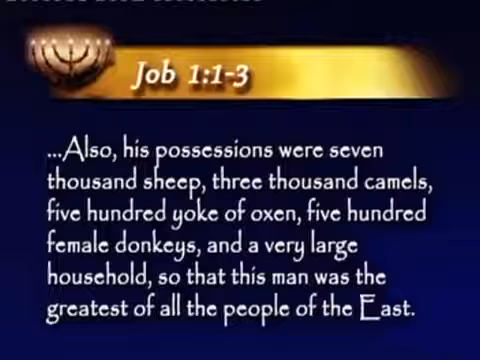 Job 1:1-3
...Also, his possessions were seven
thousand sheep, three thousand camels,
five hundred yoke of oxen, five hundred
female donkeys, and a very large
household, so that this man was the
greatest of all the people of the East.